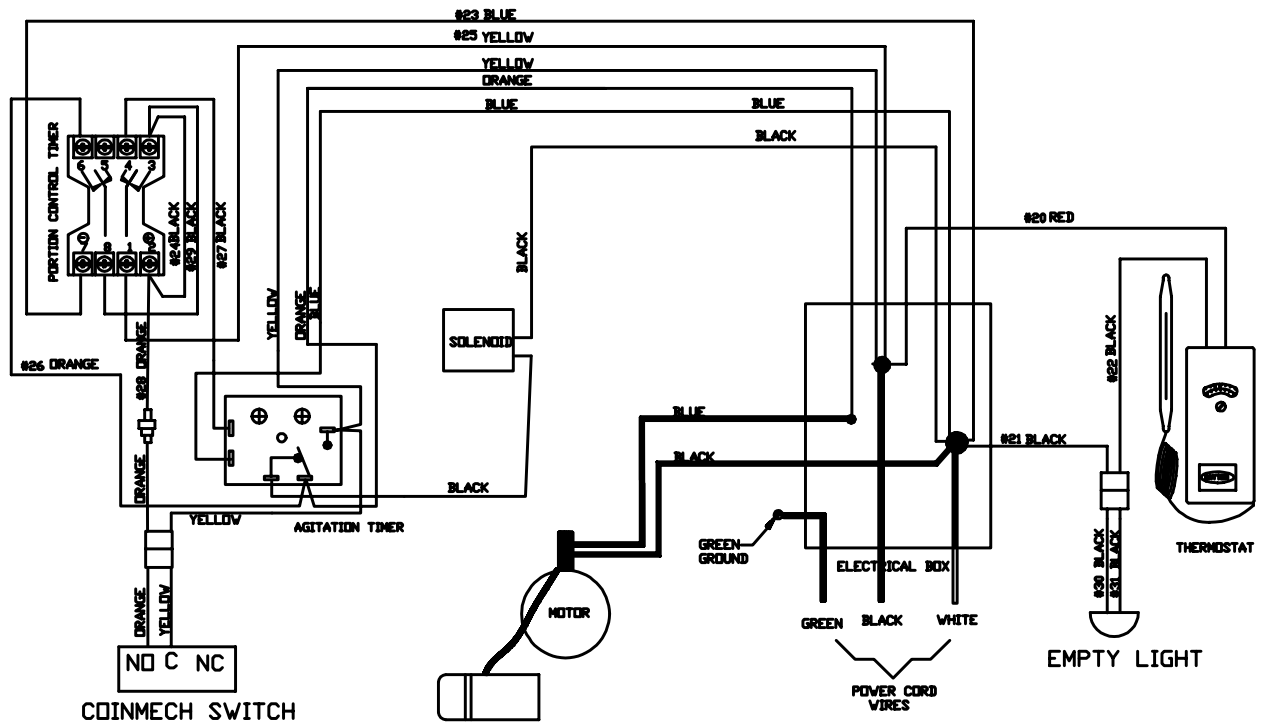 #23 BLUE
#25 YELLOW
YELLOW
ORANGE
BLUE
BLUE
BLACK
PORTION CONTROL TIMER
6 5 4 3
7 8 1 2
#24 BLACK
#29 BLACK
#27 BLACK
#20 RED
BLACK
YELLOW
ORANGE
BLUE
SOLENOID
#22 BLACK
#26 ORANGE
#28 ORANGE
BLUE
#21 BLACK
BLACK
ORANGE
BLACK
YELLOW
AGITATION TIMER
GREEN
GROUND
THERMOSTAT
ELECTRICAL BOX
#30 BLACK
#31 BLACK
ORANGE
YELLOW
MOTOR
GREEN
BLACK
WHITE
NO C NC
EMPTY LIGHT
POWER CORD
WIRES
COINMECH SWITCH